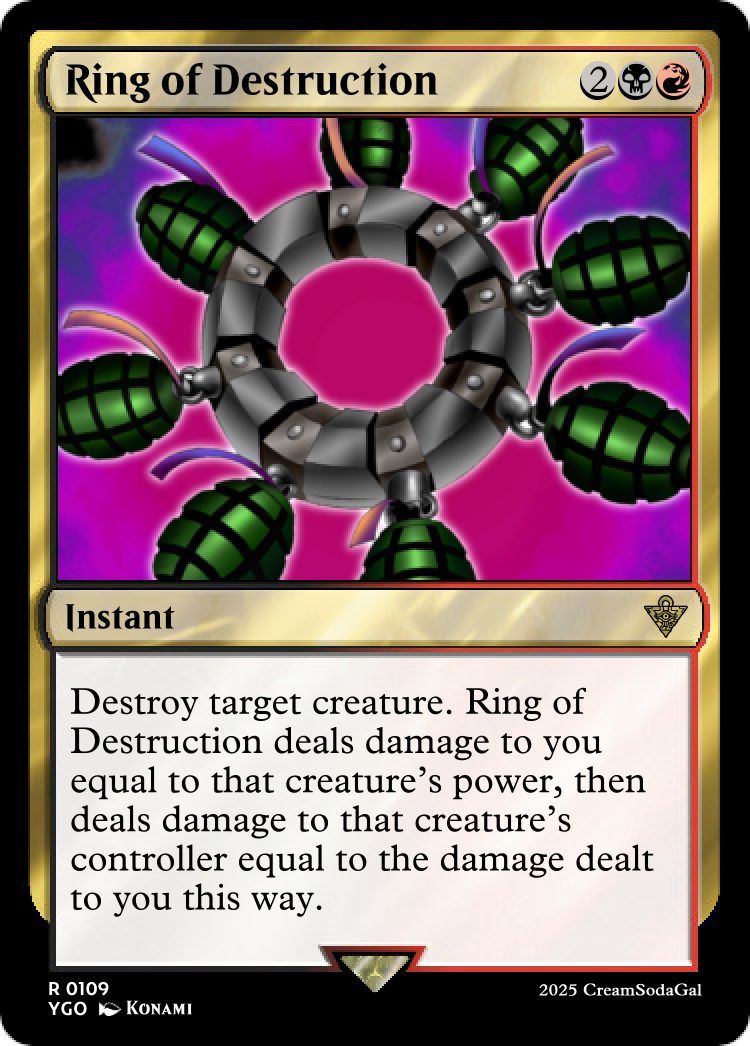 Ring of Destruction 2
Instant
Destroy target creature. Ring of
Destruction deals damage to you
equal to that creature's power, then
deals damage to that creature's
controller equal to the damage dealt
to you this way.
R 0109
YGO KONAMI
2025 CreamSodaGal